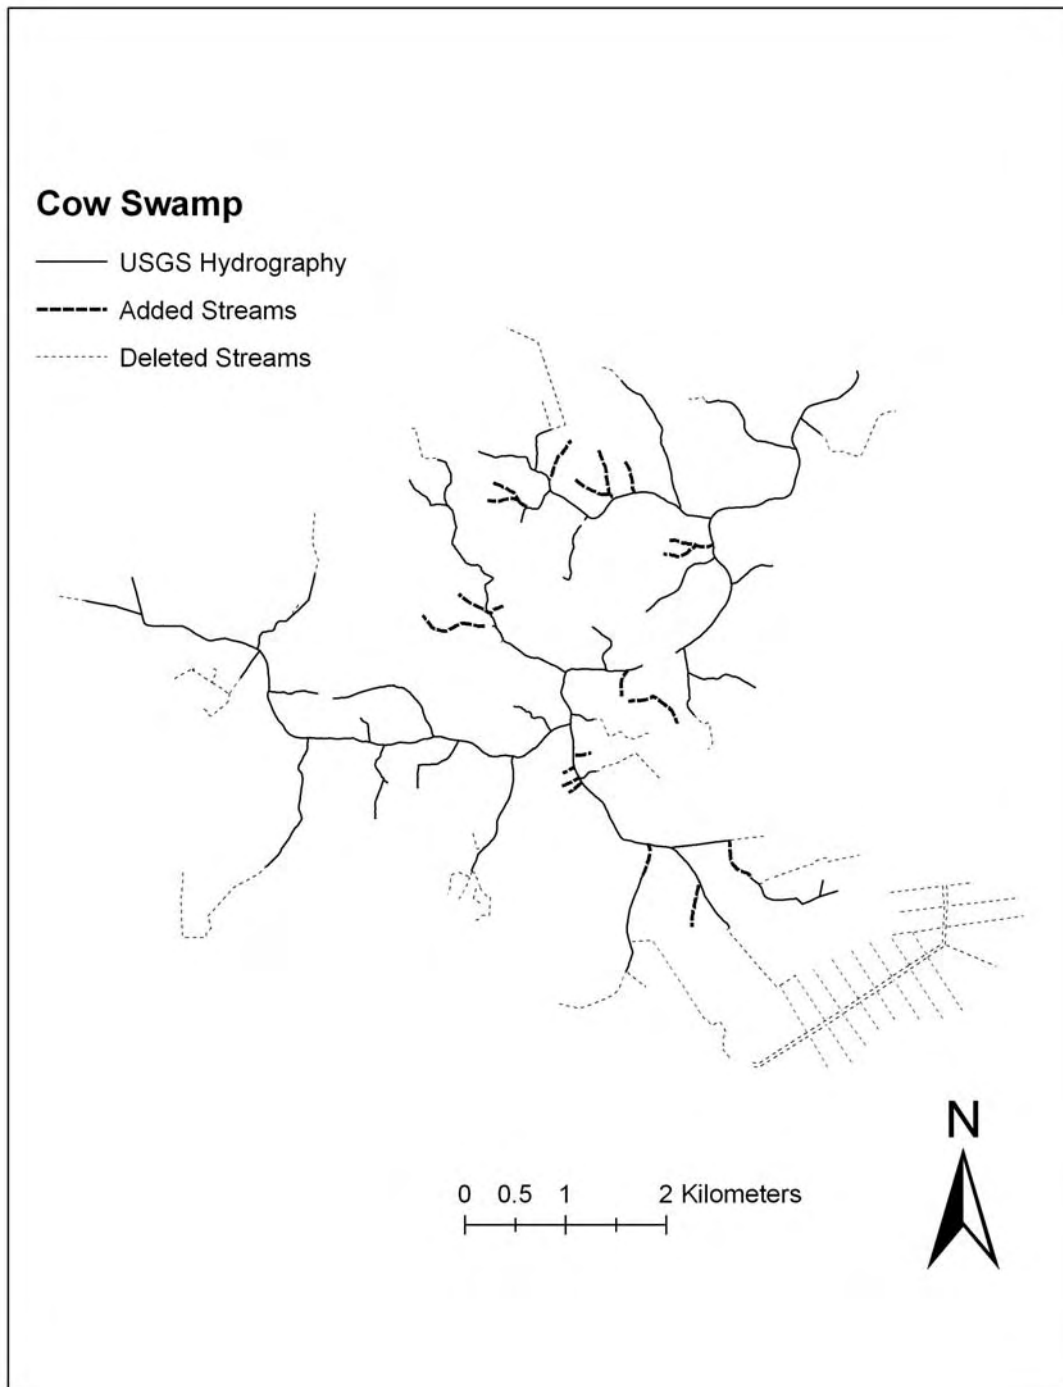 Cow Swamp
USGS Hydrography
Added Streams
Deleted Streams
N
0 0.5 1 2 Kilometers